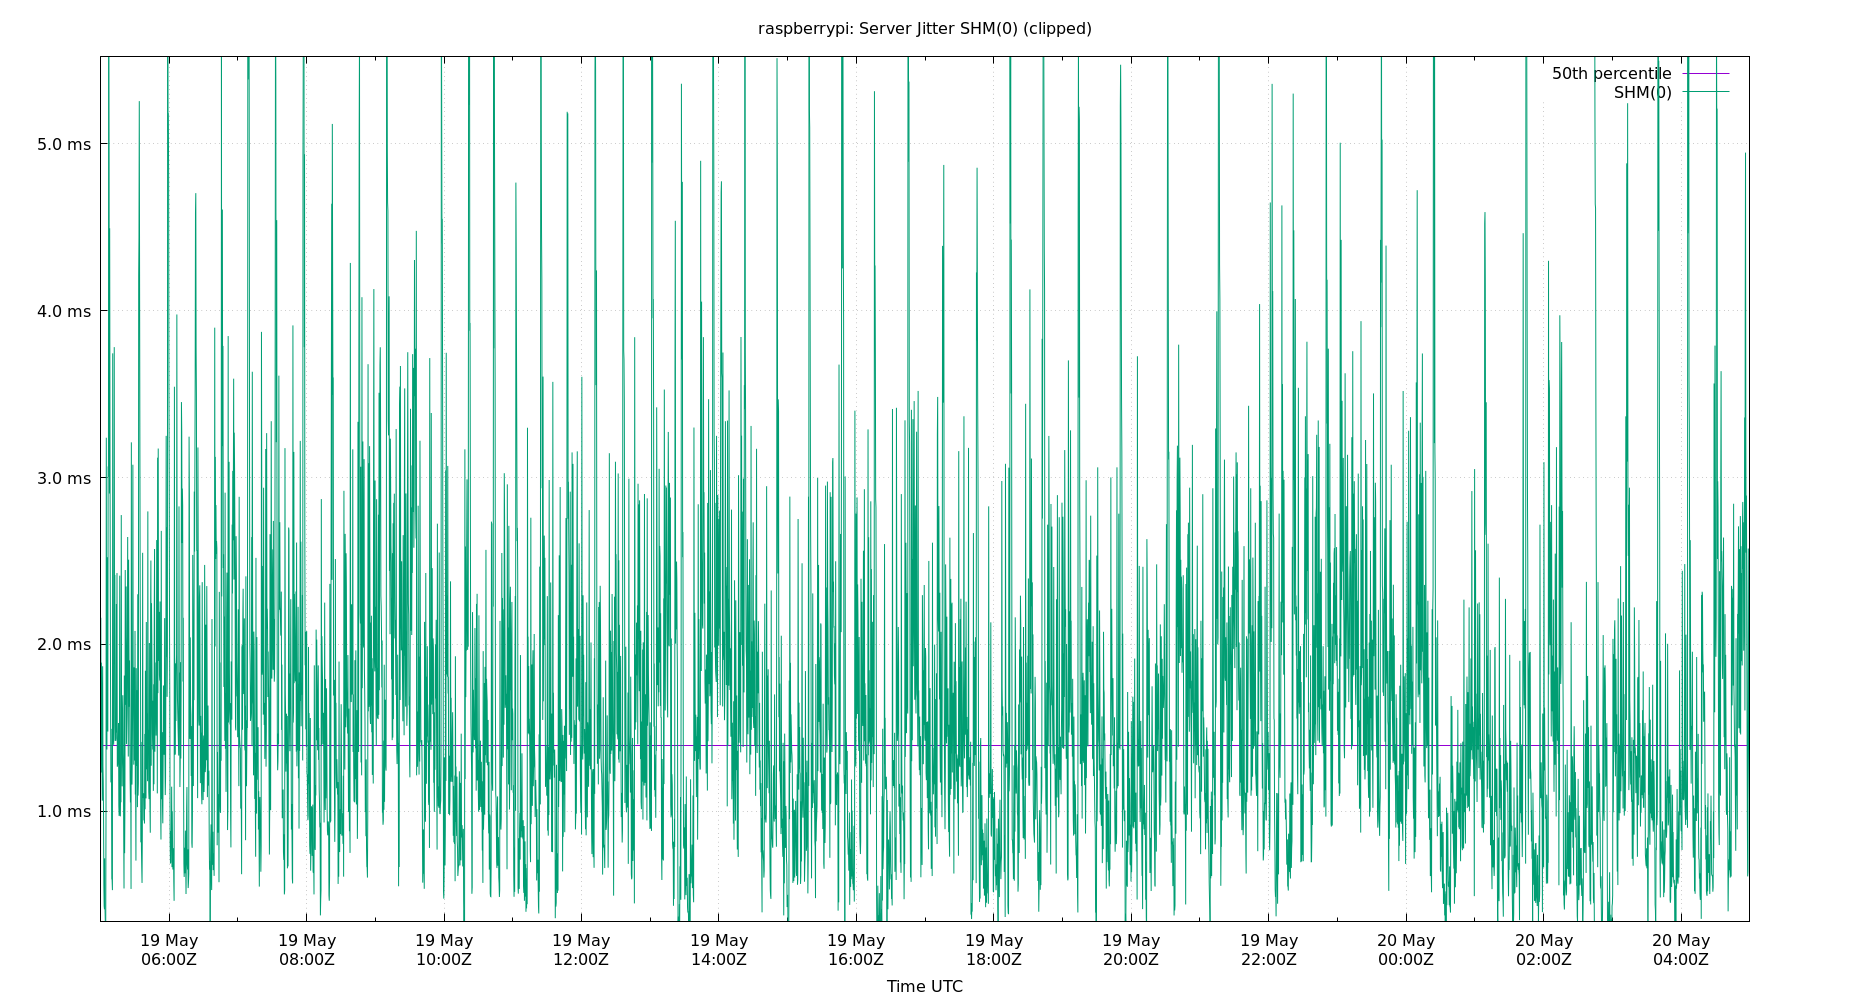 raspberrypi: Server Jitter SHM(0) (clipped)
50th percentile
SHM(0)
5.0 ms
4.0 ms
3.0 ms
2.0 ms
1.0 ms
19 May 19 May 19 May 19 May 19 May 19 May 19 May 19 May 19 May 20 May 20 May 20 May
06:00Z 08:00Z 10:00Z 12:00Z 14:00Z 16:00Z 18:00Z 20:00Z 22:00Z 00:00Z 02:00Z 04:00Z
Time UTC